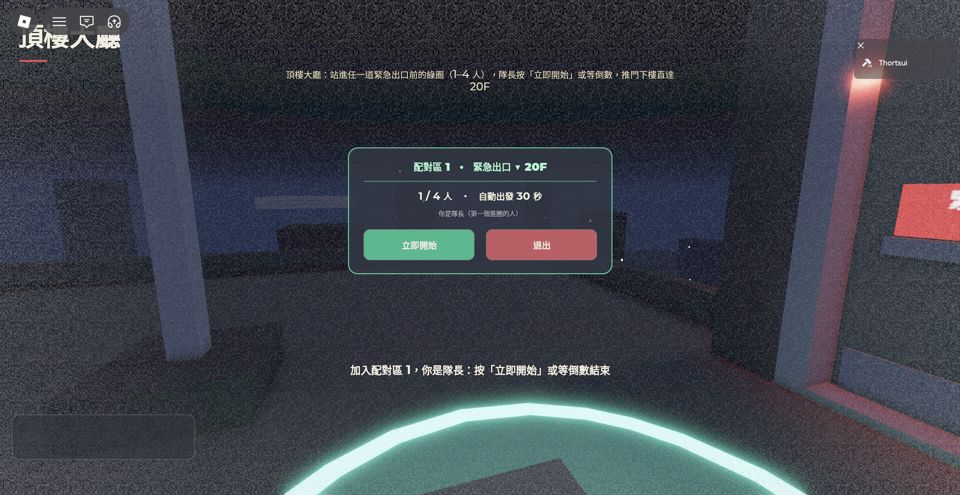 頂樓大廳
頂樓大廳：站進任一道緊急出口前的綠圈（1–4 人），隊長按「立即開始」或等倒數，推門下樓直達
20F
Thortsui
配對區 1 • 緊急出口 ▼ 20F
1 / 4 人 • 自動出發 30 秒
你是隊長（第一個進圈的人）
立即開始
退出
加入配對區 1，你是隊長：按「立即開始」或等倒數結束